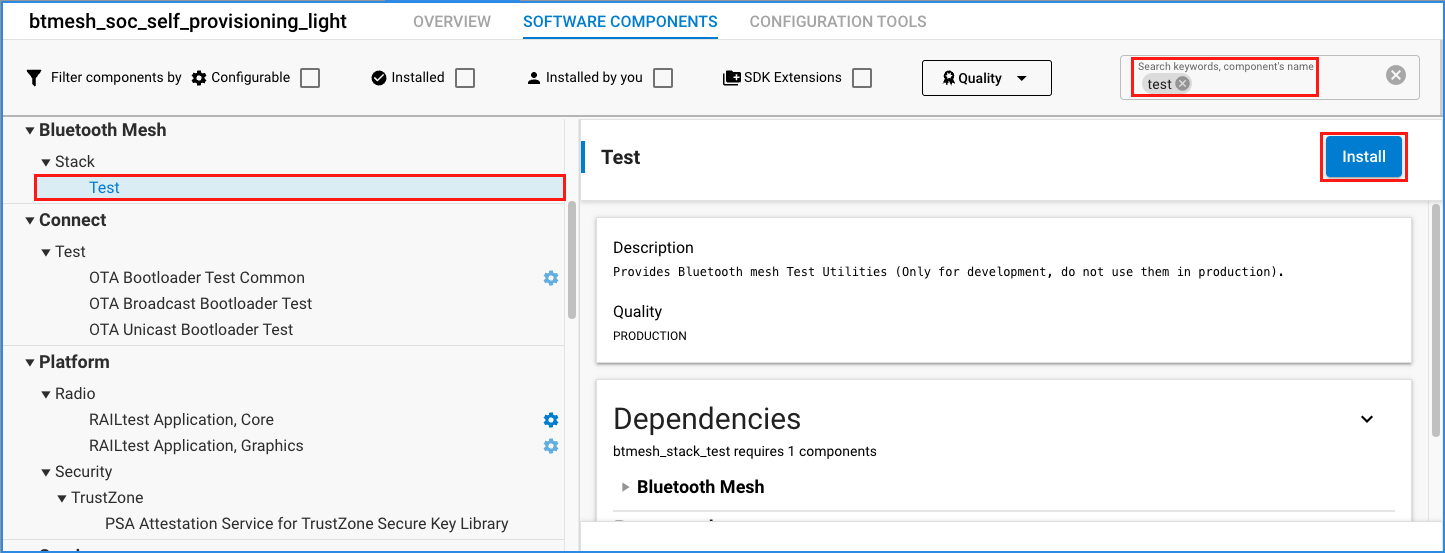 btmesh_soc_self_provisioning_light
OVERVIEW
SOFTWARE COMPONENTS
CONFIGURATION TOOLS
Filter components by
Configurable
Installed
Installed by you
SDK Extensions
Quality
Search keywords, component's name
test
Bluetooth Mesh
Stack
Test
Connect
Test
OTA Bootloader Test Common
OTA Broadcast Bootloader Test
OTA Unicast Bootloader Test
Platform
Radio
RAILtest Application, Core
RAILtest Application, Graphics
Security
TrustZone
PSA Attestation Service for TrustZone Secure Key Library
Test
Install
Description
Provides Bluetooth mesh Test Utilities (Only for development, do not use them in production).
Quality
PRODUCTION
Dependencies
btmesh_stack_test requires 1 components
Bluetooth Mesh